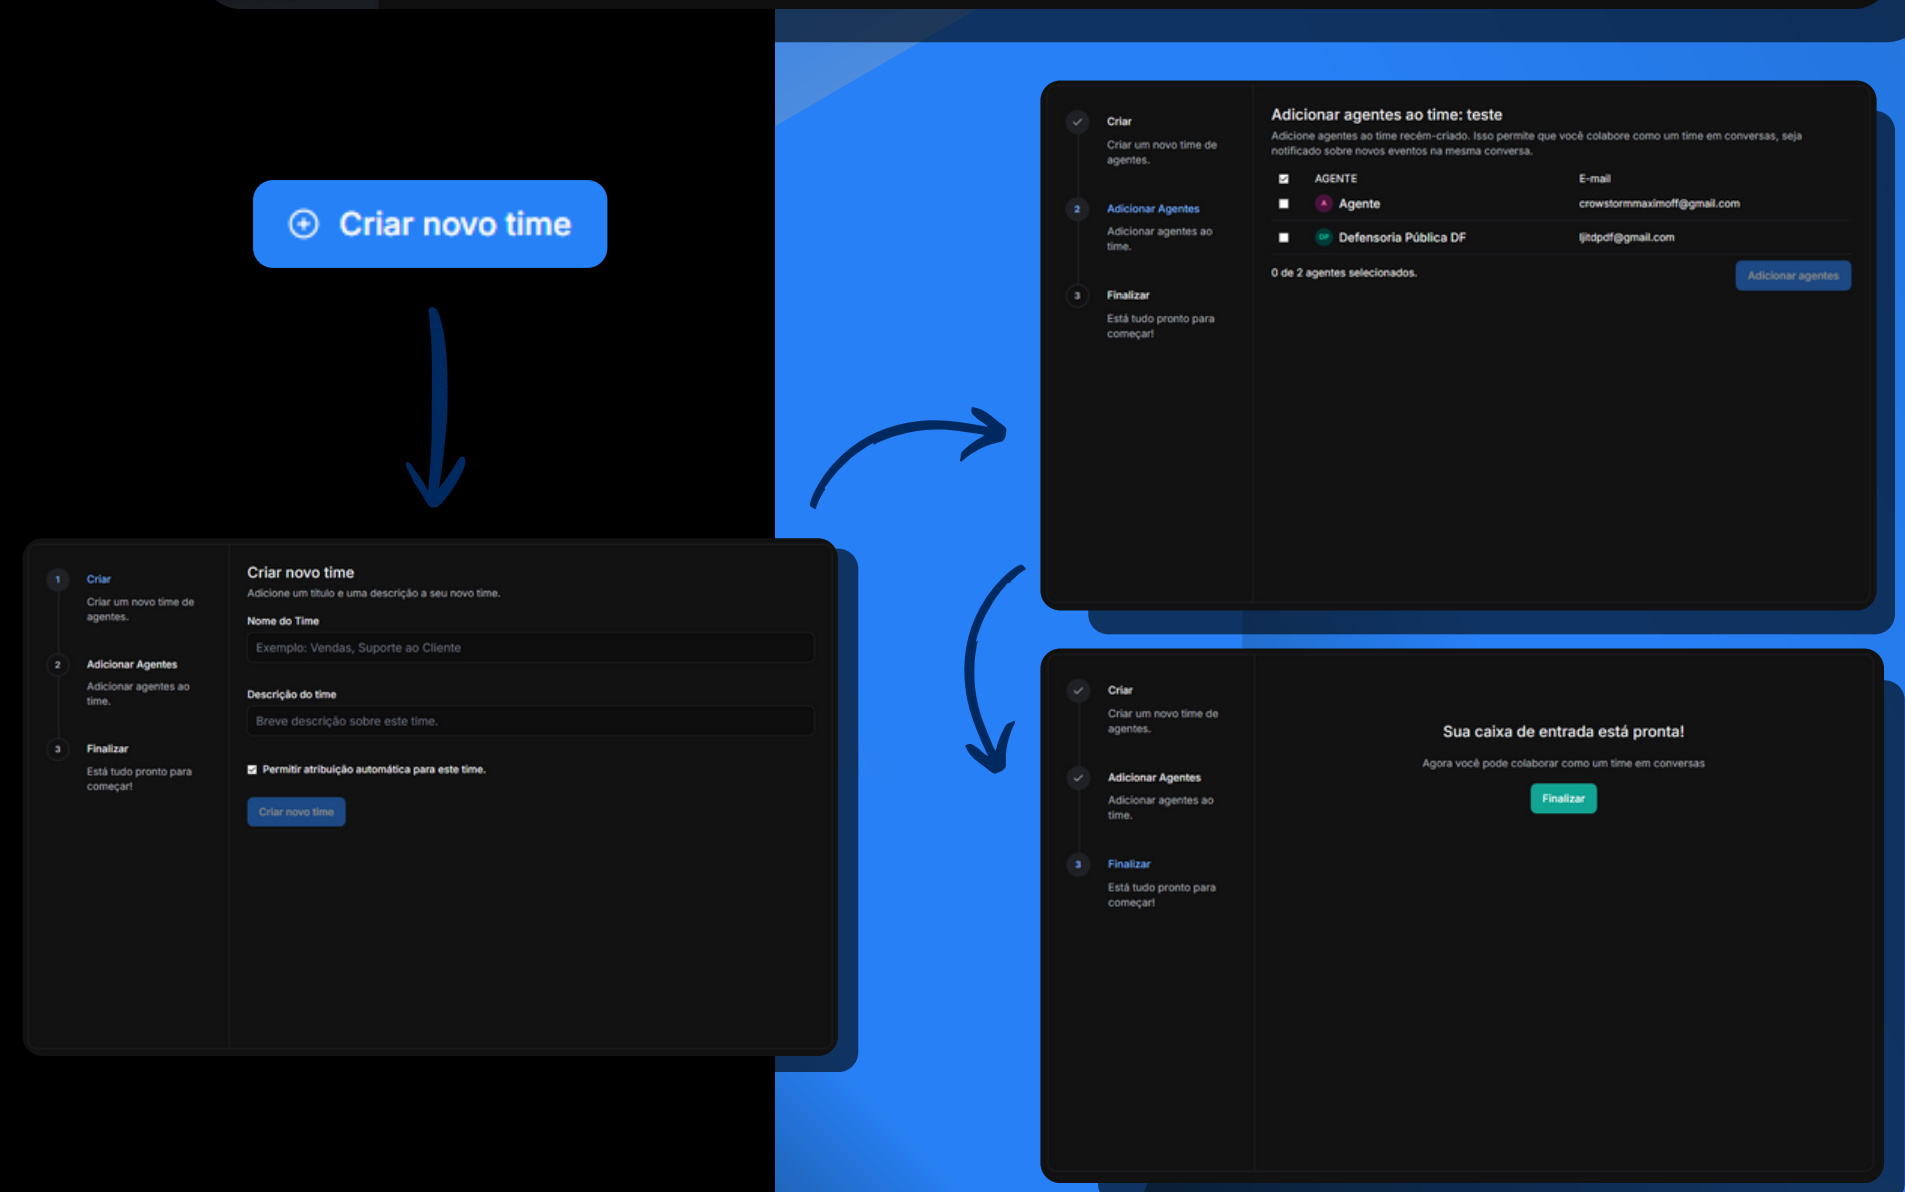 Criar novo time
1
Criar
Criar um novo time de
agentes.
2
Adicionar Agentes
Adicionar agentes ao
time.
3
Finalizar
Está tudo pronto para
começar!
Criar novo time
Adicione um título e uma descrição a seu novo time.
Nome do Time
Exemplo: Vendas, Suporte ao Cliente
Descrição do time
Breve descrição sobre este time.
Permitir atribuição automática para este time.
Criar novo time
Criar
Criar um novo time de
agentes.
2
Adicionar Agentes
Adicionar agentes ao
time.
3
Finalizar
Está tudo pronto para
começar!
Adicionar agentes ao time: teste
Adicione agentes ao time recém-criado. Isso permite que você colabore como um time em conversas, seja
notificado sobre novos eventos na mesma conversa.
AGENTE E-mail
A Agente crowstormmaximoff@gmail.com
DP Defensoria Pública DF ljitdpdf@gmail.com
0 de 2 agentes selecionados.
Adicionar agentes
Criar
Criar um novo time de
agentes.
Adicionar Agentes
Adicionar agentes ao
time.
3
Finalizar
Está tudo pronto para
começar!
Sua caixa de entrada está pronta!
Agora você pode colaborar como um time em conversas
Finalizar